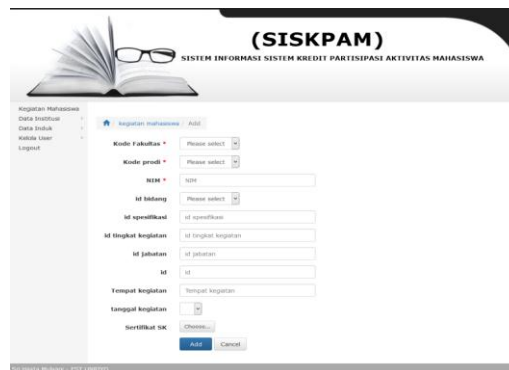 (SISKPAM)
SISTEM INFORMASI SISTEM KREDIT PARTISIPASI AKTIVITAS MAHASISWA
Kegiatan Mahasiswa
Data Institusi
Data Induk
Kelola User
Logout
kegiatan mahasiswa / Add
Kode Fakultas * Please select
Kode prodi * Please select
NIM * NIM
id bidang Please select
id spesifikasi id spesifikasi
id tingkat kegiatan id tingkat kegiatan
id jabatan id jabatan
id id
Tempat kegiatan Tempat kegiatan
tanggal kegiatan
Sertifikat SK Choose...
Add Cancel